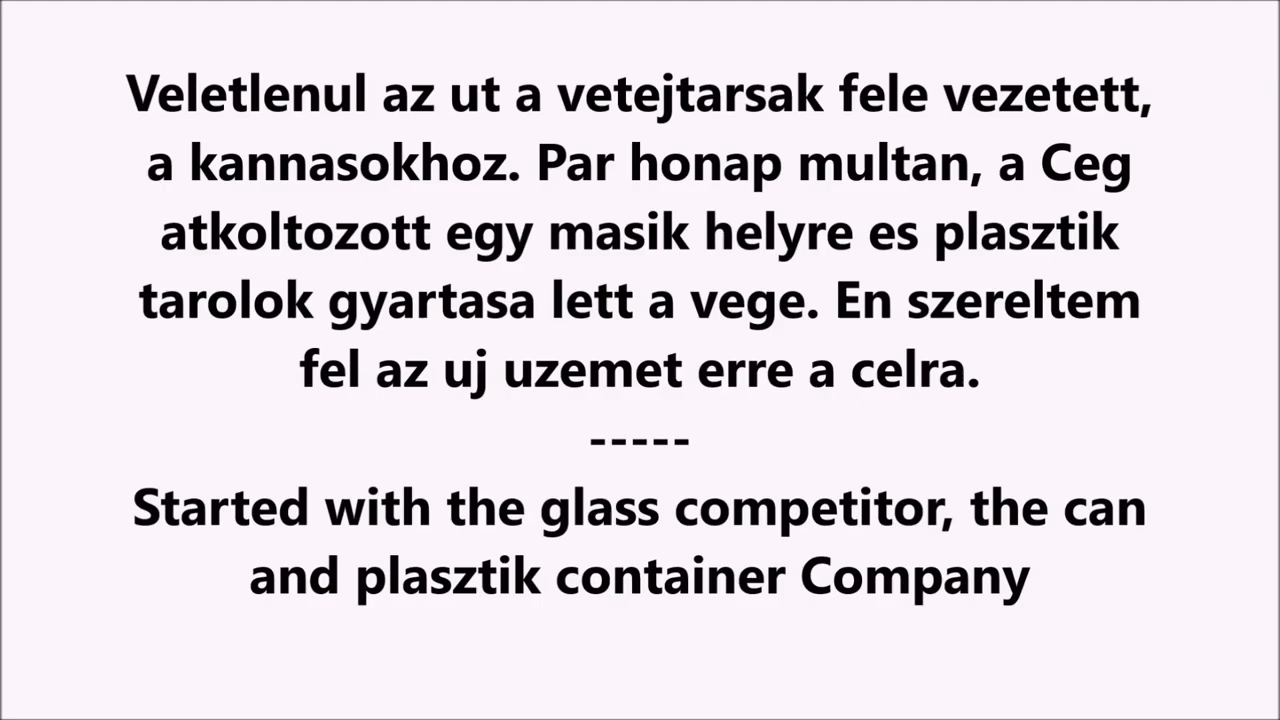 Veletlenul az ut a vetejtarsak fele vezetett,
a kannasokhoz. Par honap multan, a Ceg
atkoltozott egy masik helyre es plasztik
tarolok gyartasa lett a vege. En szereltem
fel az uj uzemet erre a celra.
-----
Started with the glass competitor, the can
and plasztik container Company